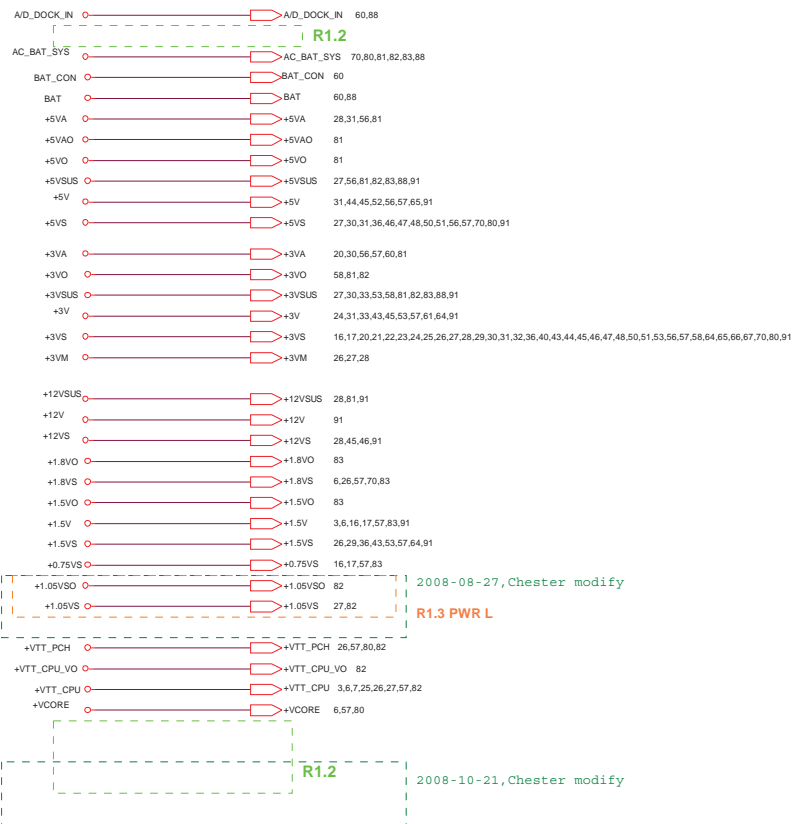 A/D_DOCK_IN A/D_DOCK_IN 60,88
R1.2
AC_BAT_SYS AC_BAT_SYS 70,80,81,82,83,88
BAT_CON BAT_CON 60
BAT BAT 60,88
+5VA +5VA 28,31,56,81
+5VAO +5VAO 81
+5VO +5VO 81
+5VSUS +5VSUS 27,56,81,82,83,88,91
+5V +5V 31,44,45,52,56,57,65,91
+5VS +5VS 27,30,31,36,46,47,48,50,51,56,57,70,80,91
+3VA +3VA 20,30,56,57,60,81
+3VO +3VO 58,81,82
+3VSUS +3VSUS 27,30,33,53,58,81,82,83,88,91
+3V +3V 24,31,33,43,45,53,57,61,64,91
+3VS +3VS 16,17,20,21,22,23,24,25,26,27,28,29,30,31,32,36,40,43,44,45,46,47,48,50,51,53,56,57,58,64,65,66,67,70,80,91
+3VM +3VM 26,27,28
+12VSUS +12VSUS 28,81,91
+12V +12V 91
+12VS +12VS 28,45,46,91
+1.8VO +1.8VO 83
+1.8VS +1.8VS 6,26,57,70,83
+1.5VO +1.5VO 83
+1.5V +1.5V 3,6,16,17,57,83,91
+1.5VS +1.5VS 26,29,36,43,53,57,64,91
+0.75VS +0.75VS 16,17,57,83
+1.05VSO +1.05VSO 82 2008-08-27,Chester modify
+1.05VS +1.05VS 27,82 R1.3 PWR L
+VTT_PCH +VTT_PCH 26,57,80,82
+VTT_CPU_VO +VTT_CPU_VO 82
+VTT_CPU +VTT_CPU 3,6,7,25,26,27,57,82
+VCORE +VCORE 6,57,80
R1.2 2008-10-21,Chester modify